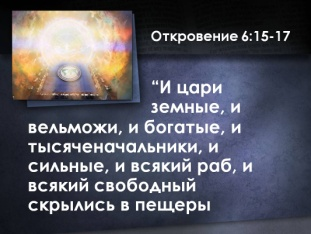 Откровение 6:15-17
“И цари
земные, и
вельможи, и богатые, и
тысяченачальники, и
сильные, и всякий раб, и
всякий свободный
скрылись в пещеры